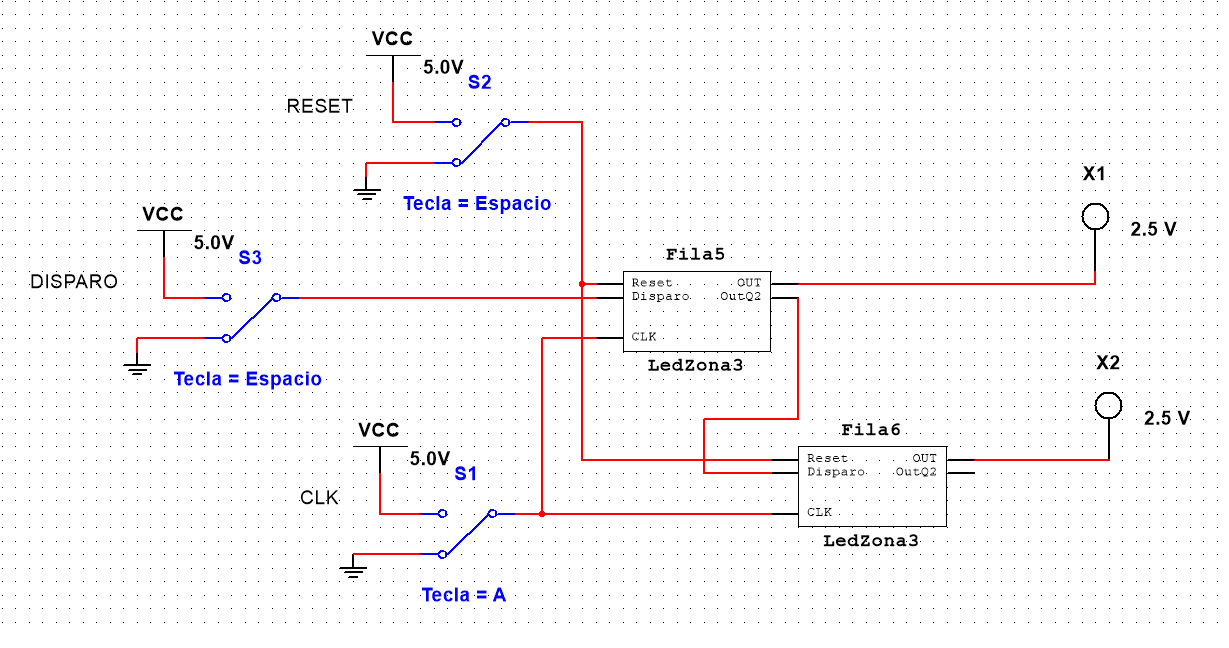 VCC
5.0V
S2
RESET
Tecla = Espacio
VCC
5.0V
S3
DISPARO
Tecla = Espacio
X1
2.5 V
Fila5
Reset OUT
Disparo OutQ2
CLK
LedZona3
X2
2.5 V
VCC
5.0V
S1
CLK
Tecla = A
Fila6
Reset OUT
Disparo OutQ2
CLK
LedZona3